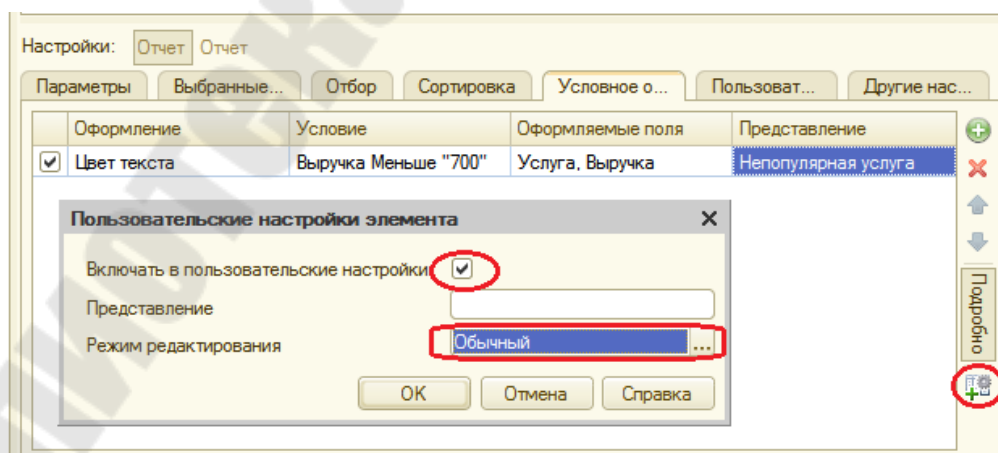 Настройки: Отчет Отчет
Параметры Выбранные... Отбор Сортировка Условное о... Пользоват... Другие нас...
Оформление Условие Оформляемые поля Представление
Цвет текста Выручка Меньше "700" Услуга, Выручка Непопулярная услуга
Пользовательские настройки элемента
Включать в пользовательские настройки
Представление
Режим редактирования Обычный ...
OK Отмена Справка
Подробно